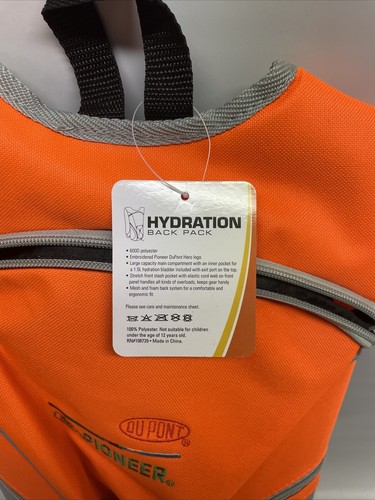 HYDRATION
BACK PACK
• 600D polyester
• Embroidered Pioneer DuPont Hero logo
• Large capacity main compartment with an inner pocket for
a 1.5L hydration bladder included with exit port on the top.
• Stretch front stash pocket with elastic cord web on front
panel handles all kinds of overloads, keeps gear handy
• Mesh and foam back system for a comfortable and
ergonomic fit
Please see care and maintenance sheet.
100% Polyester. Not suitable for children
under the age of 12 years old.
RN#108739 • Made in China.
DU PONT
PIONEER®